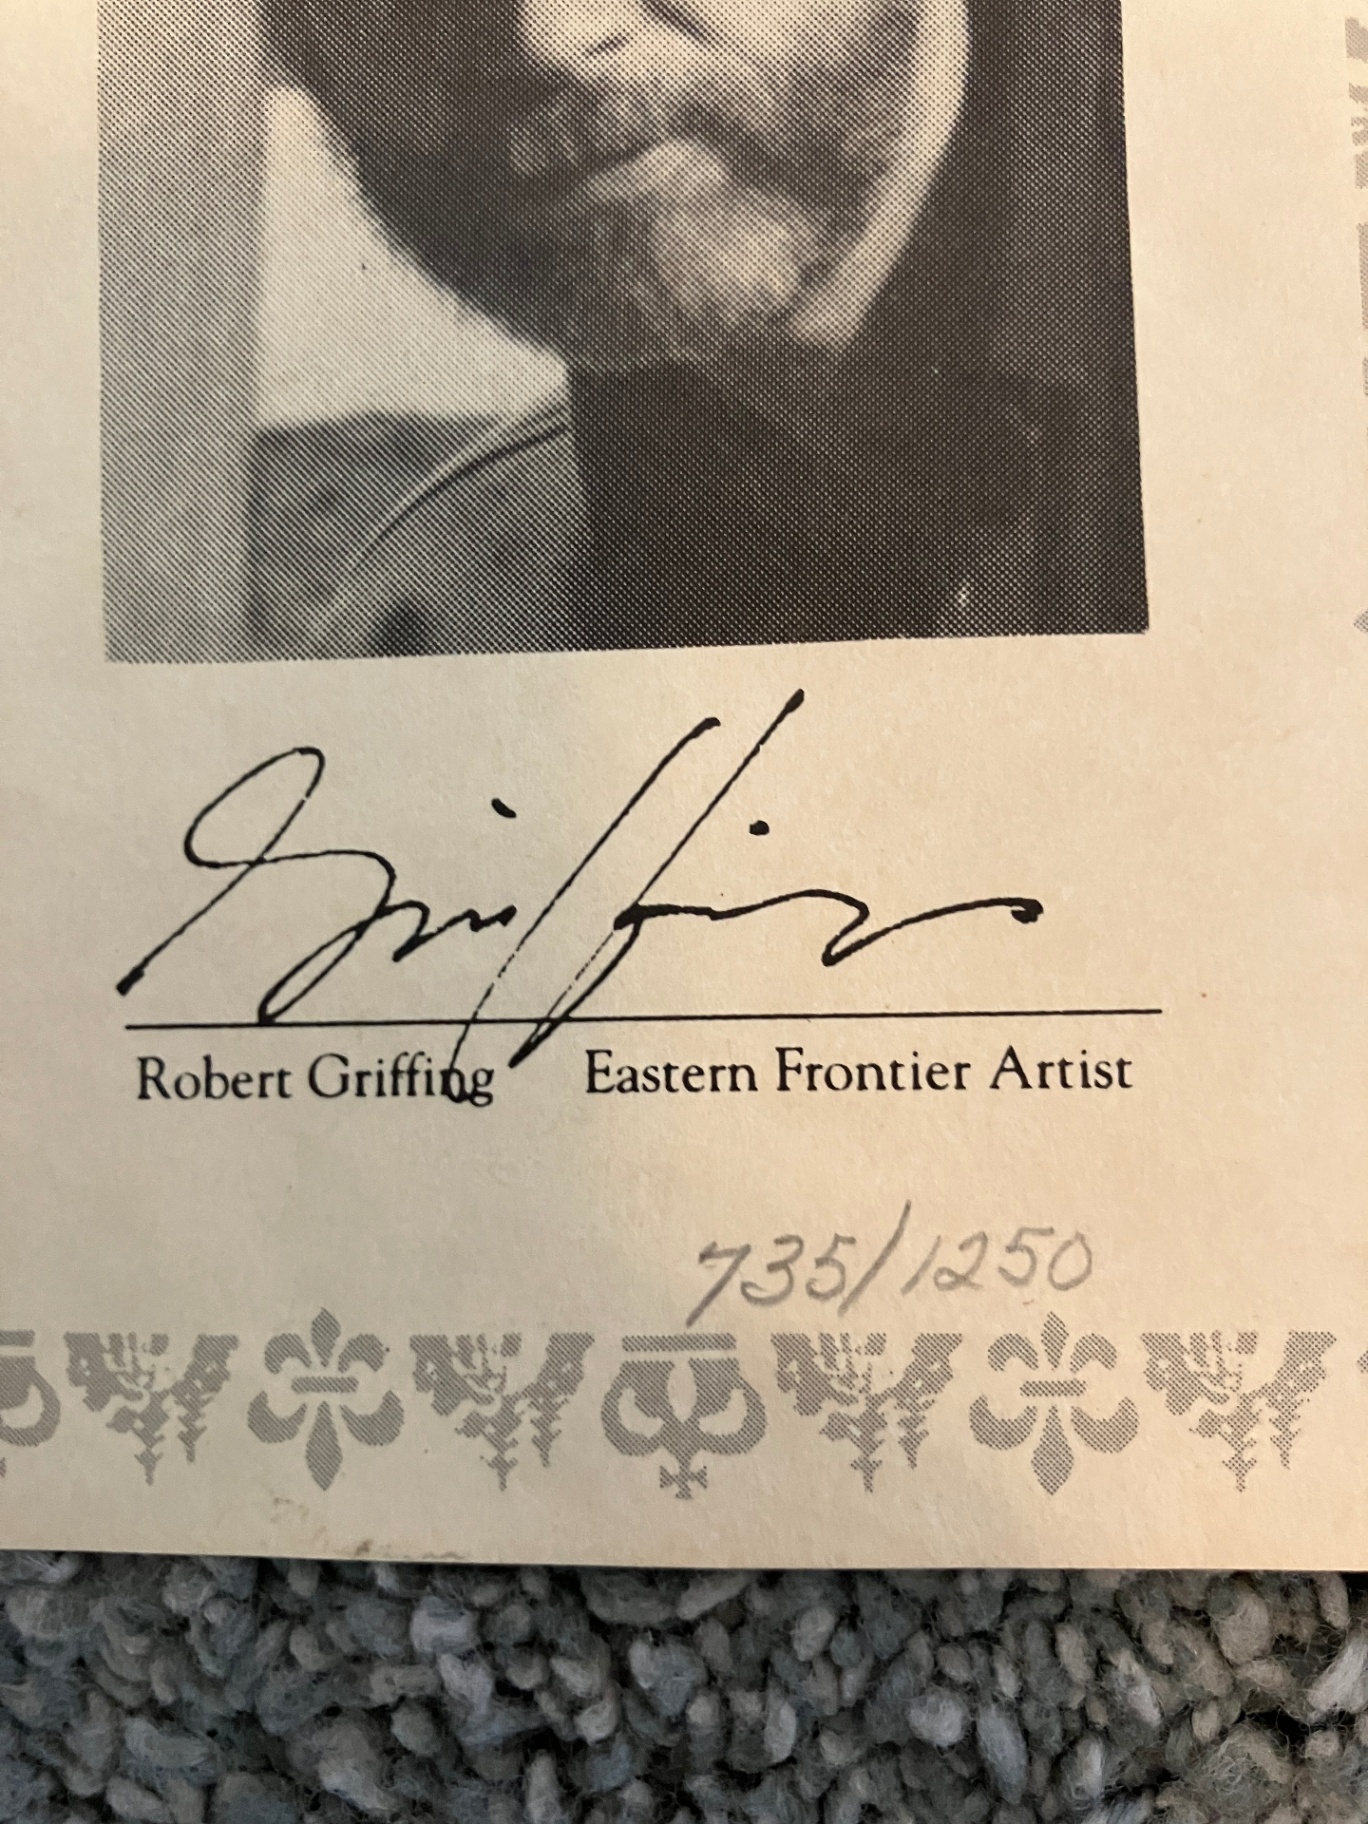 Griffing
Robert Griffing Eastern Frontier Artist
735/1250